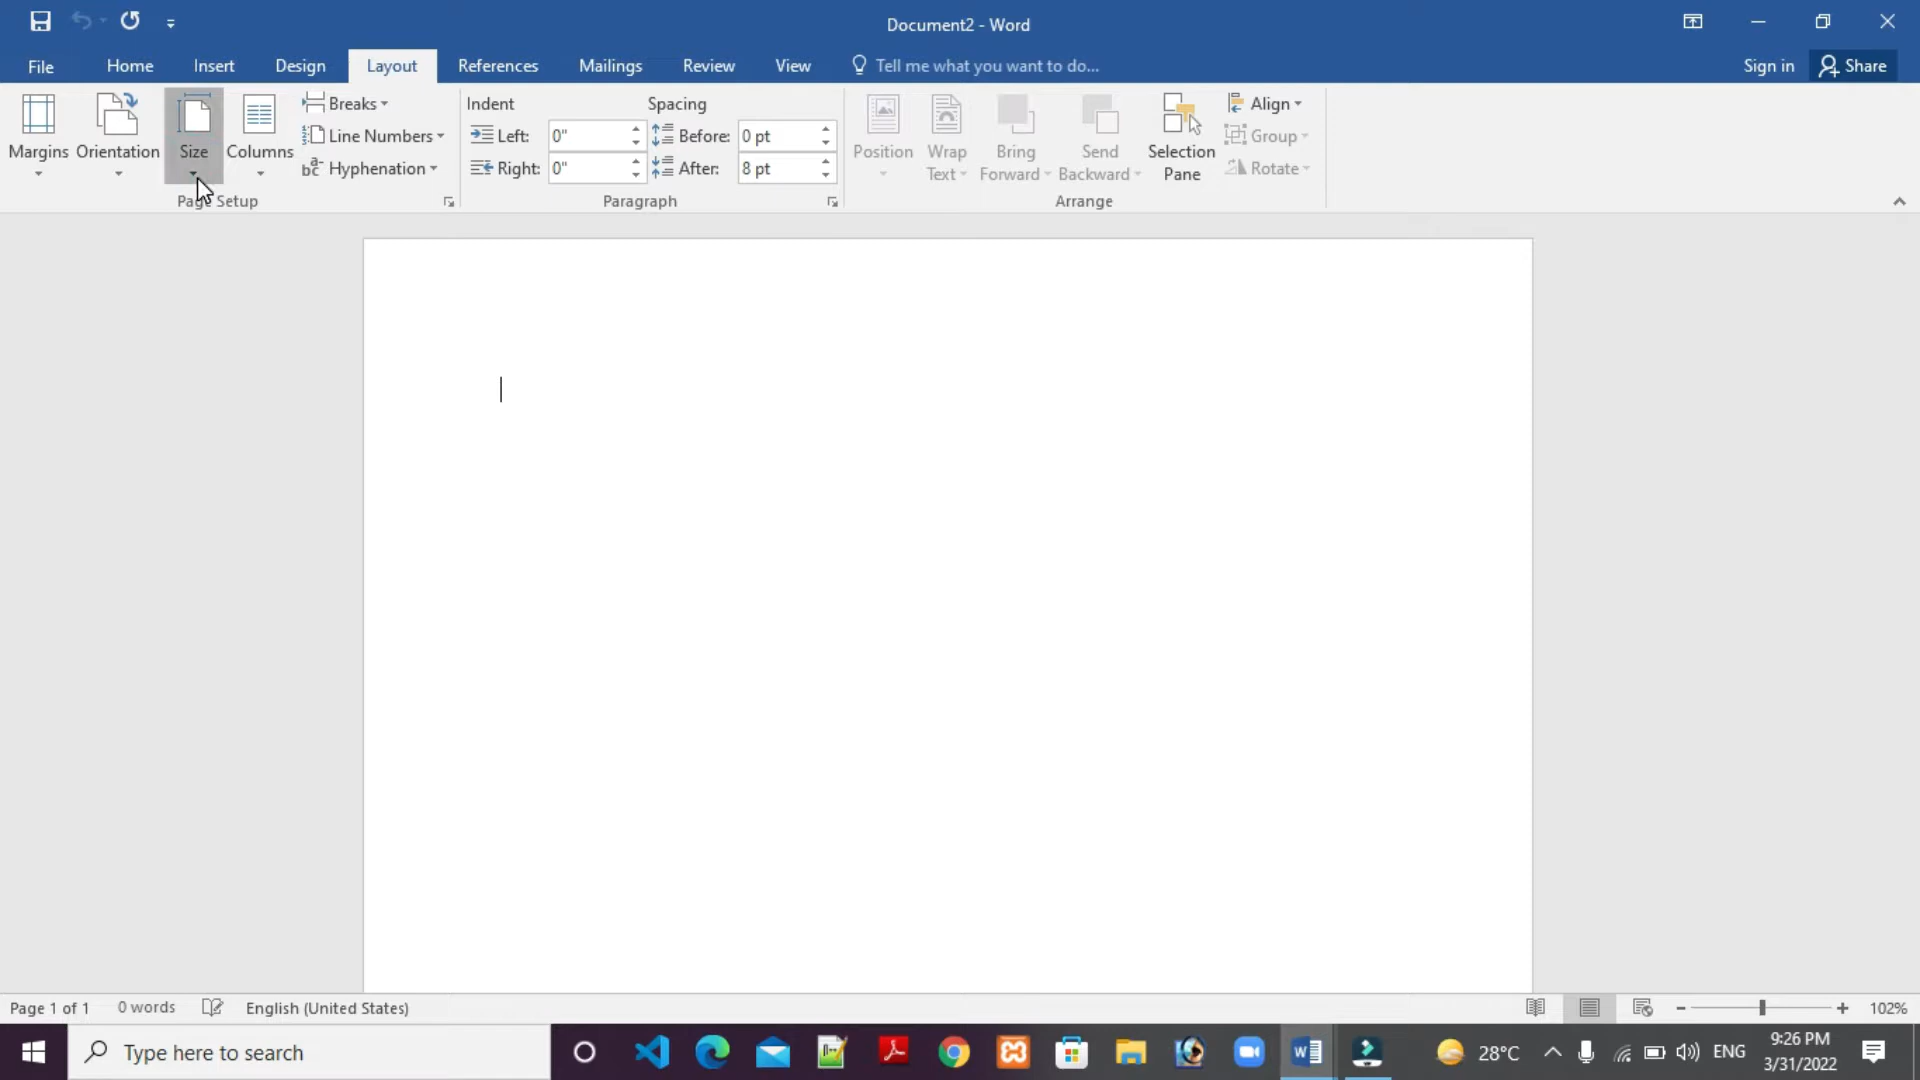 Document2 - Word
File Home Insert Design Layout References Mailings Review View Tell me what you want to do... Sign in Share
Margins Orientation Size Columns
Breaks
Line Numbers
Hyphenation
Page Setup
Indent Spacing
Left: 0" Before: 0 pt
Right: 0" After: 8 pt
Paragraph
Position Wrap Text Bring Forward Send Backward Selection Pane
Align
Group
Rotate
Arrange
Page 1 of 1 0 words English (United States) 102%
Type here to search 28°C ENG 9:26 PM
3/31/2022